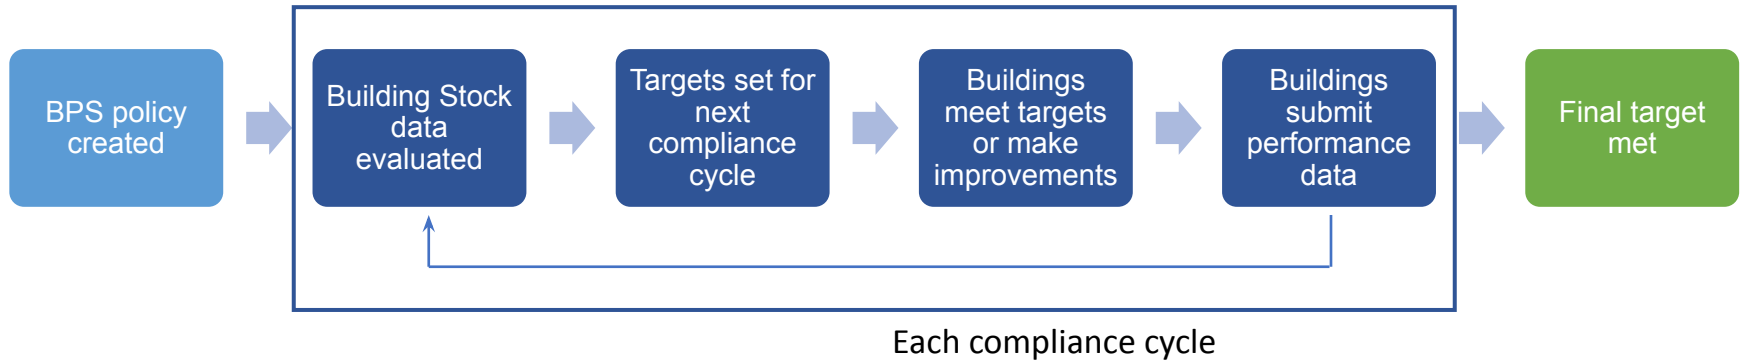 BPS policy
created
Building Stock
data
evaluated
Targets set for
next
compliance
cycle
Buildings
meet targets
or make
improvements
Buildings
submit
performance
data
Final target
met
Each compliance cycle